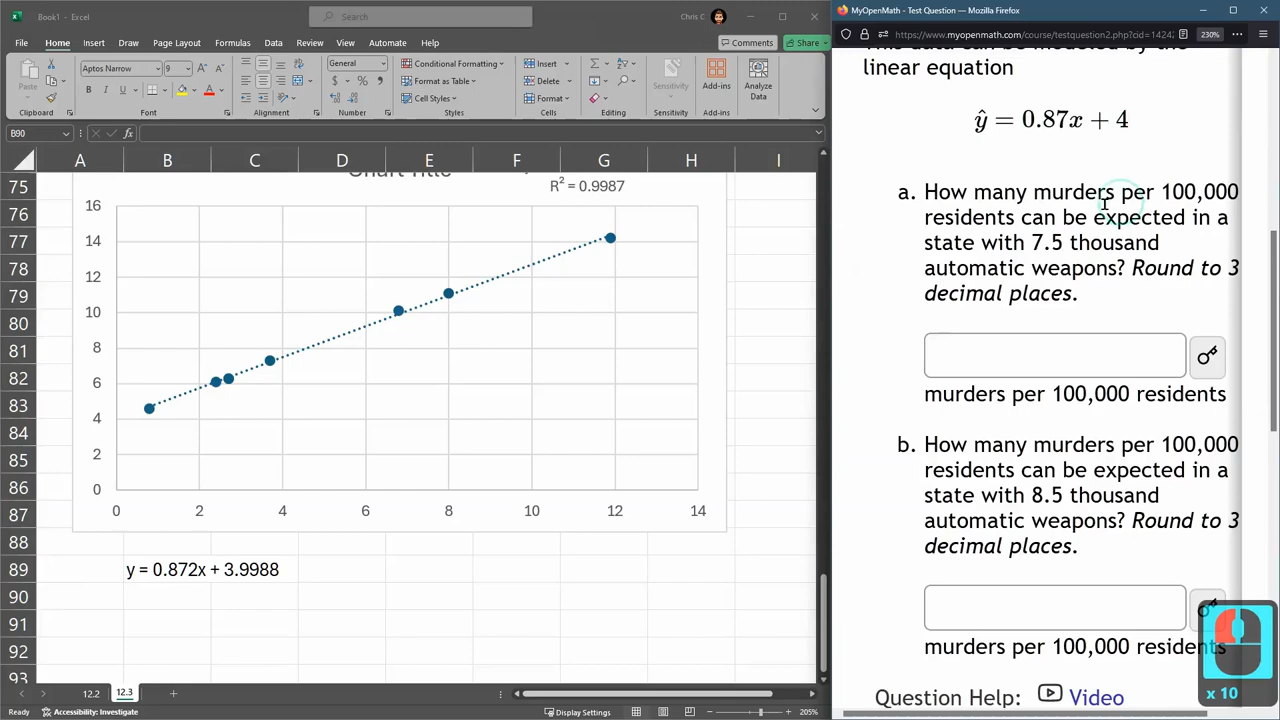 Book1 - Excel
Search
Chris C
File Home Insert Draw Page Layout Formulas Data Review View Automate Help
Comments
Share
Paste
Clipboard
Aptos Narrow
9
B I U
Font
Alignment
General
Number
Conditional Formatting
Format as Table
Cell Styles
Styles
Insert
Delete
Format
Cells
Editing
Sensitivity
Sensitivity
Add-ins
Add-ins
Analyze
Data
B90
fx
A B C D E F G H I
75
76
77
78
79
80
81
82
83
84
85
86
87
88
89
90
91
92
93
R² = 0.9987
16
14
12
10
8
6
4
2
0
0 2 4 6 8 10 12 14
y = 0.872x + 3.9988
12.2 12.3
Ready
Accessibility: Investigate
Display Settings
205%
MyOpenMath - Test Question — Mozilla Firefox
https://www.myopenmath.com/course/testquestion2.php?cid=1424
230%
This data can be modeled by the
linear equation
ŷ = 0.87x + 4
a. How many murders per 100,000
residents can be expected in a
state with 7.5 thousand
automatic weapons? Round to 3
decimal places.
murders per 100,000 residents
b. How many murders per 100,000
residents can be expected in a
state with 8.5 thousand
automatic weapons? Round to 3
decimal places.
murders per 100,000 residents
Question Help: Video
x 10